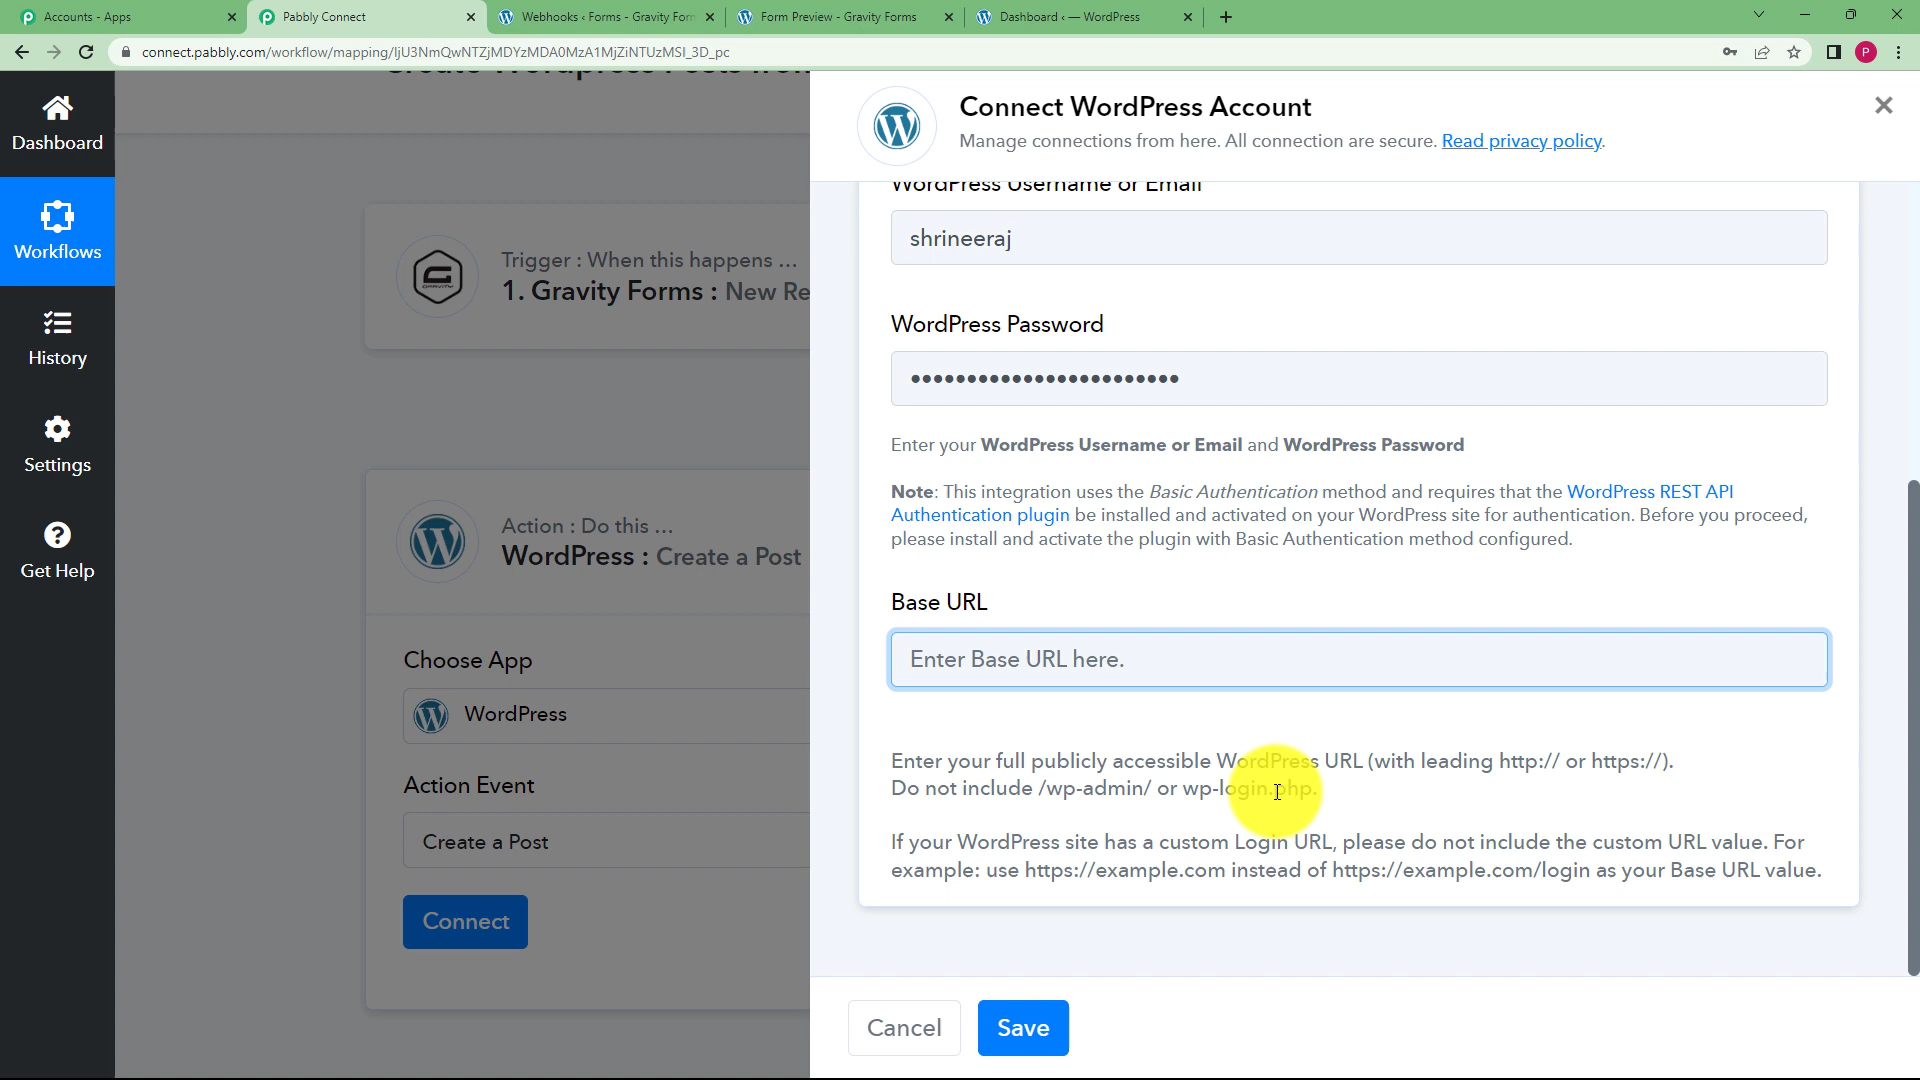 Accounts - Apps
Pabbly Connect
Webhooks ‹ Forms - Gravity For
Form Preview - Gravity Forms
Dashboard ‹ — WordPress
connect.pabbly.com/workflow/mapping/IjU3NmQwNTZjMDYzMDA0MzA1MjZiNTUzMSI_3D_pc
P
Dashboard
Workflows
History
Settings
Get Help
Create Wordpress Posts from
Trigger : When this happens ...
1. Gravity Forms : New Re
GRAVITY
Action : Do this ...
WordPress : Create a Post
Choose App
WordPress
Action Event
Create a Post
Connect
Connect WordPress Account
Manage connections from here. All connection are secure. Read privacy policy.
WordPress Username or Email
shrineeraj
WordPress Password
Enter your WordPress Username or Email and WordPress Password
Note: This integration uses the Basic Authentication method and requires that the WordPress REST API
Authentication plugin be installed and activated on your WordPress site for authentication. Before you proceed,
please install and activate the plugin with Basic Authentication method configured.
Base URL
Enter Base URL here.
Enter your full publicly accessible WordPress URL (with leading http:// or https://).
Do not include /wp-admin/ or wp-login.php.
If your WordPress site has a custom Login URL, please do not include the custom URL value. For
example: use https://example.com instead of https://example.com/login as your Base URL value.
Cancel
Save